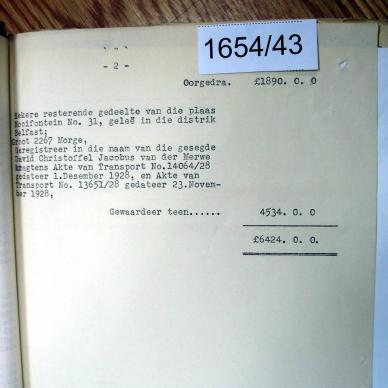 1654/43
- 2 -
Oorgedra. £1890. 0. 0
Sekere resterende gedeelte van die plaas
Mooifontein No. 31, geleë in die distrik
Belfast;
Groot 2267 Morge,
Geregistreer in die naam van die gesegde
David Christoffel Jacobus van der Merwe
kragtens Akte van Transport No.14064/28
gedateer 1.Desember 1928, en Akte van
Transport No. 13651/28 gedateer 23.Novem-
ber 1928,
Gewaardeer teen...... 4534. 0. 0
£6424. 0. 0.